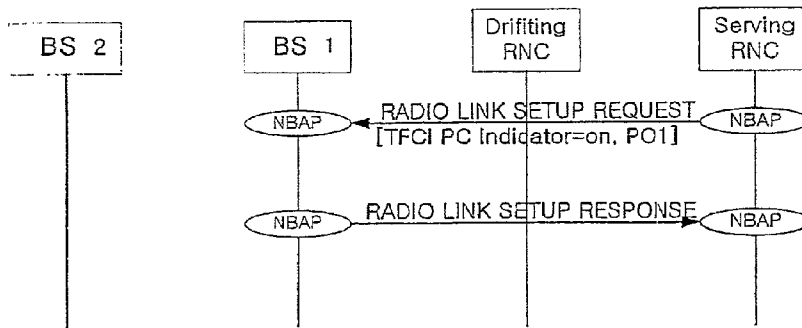 BS 2
BS 1
Drifiting
RNC
Serving
RNC
NBAP
RADIO LINK SETUP REQUEST
[TFCI PC Indicator=on, PO1]
NBAP
NBAP
RADIO LINK SETUP RESPONSE
NBAP